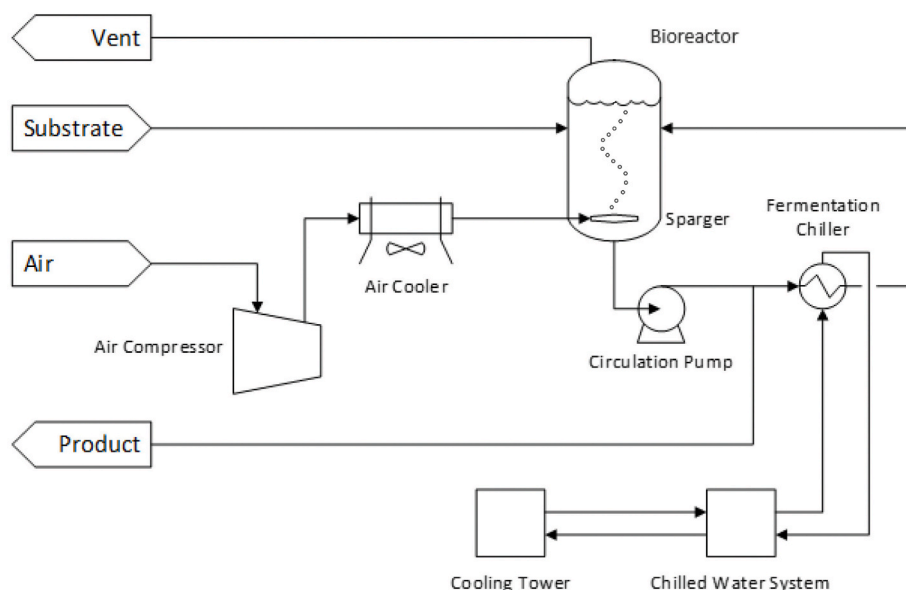 Vent
Bioreactor
Substrate
Fermentation
Chiller
Sparger
Air
Air Cooler
Air Compressor
Circulation Pump
Product
Cooling Tower
Chilled Water System